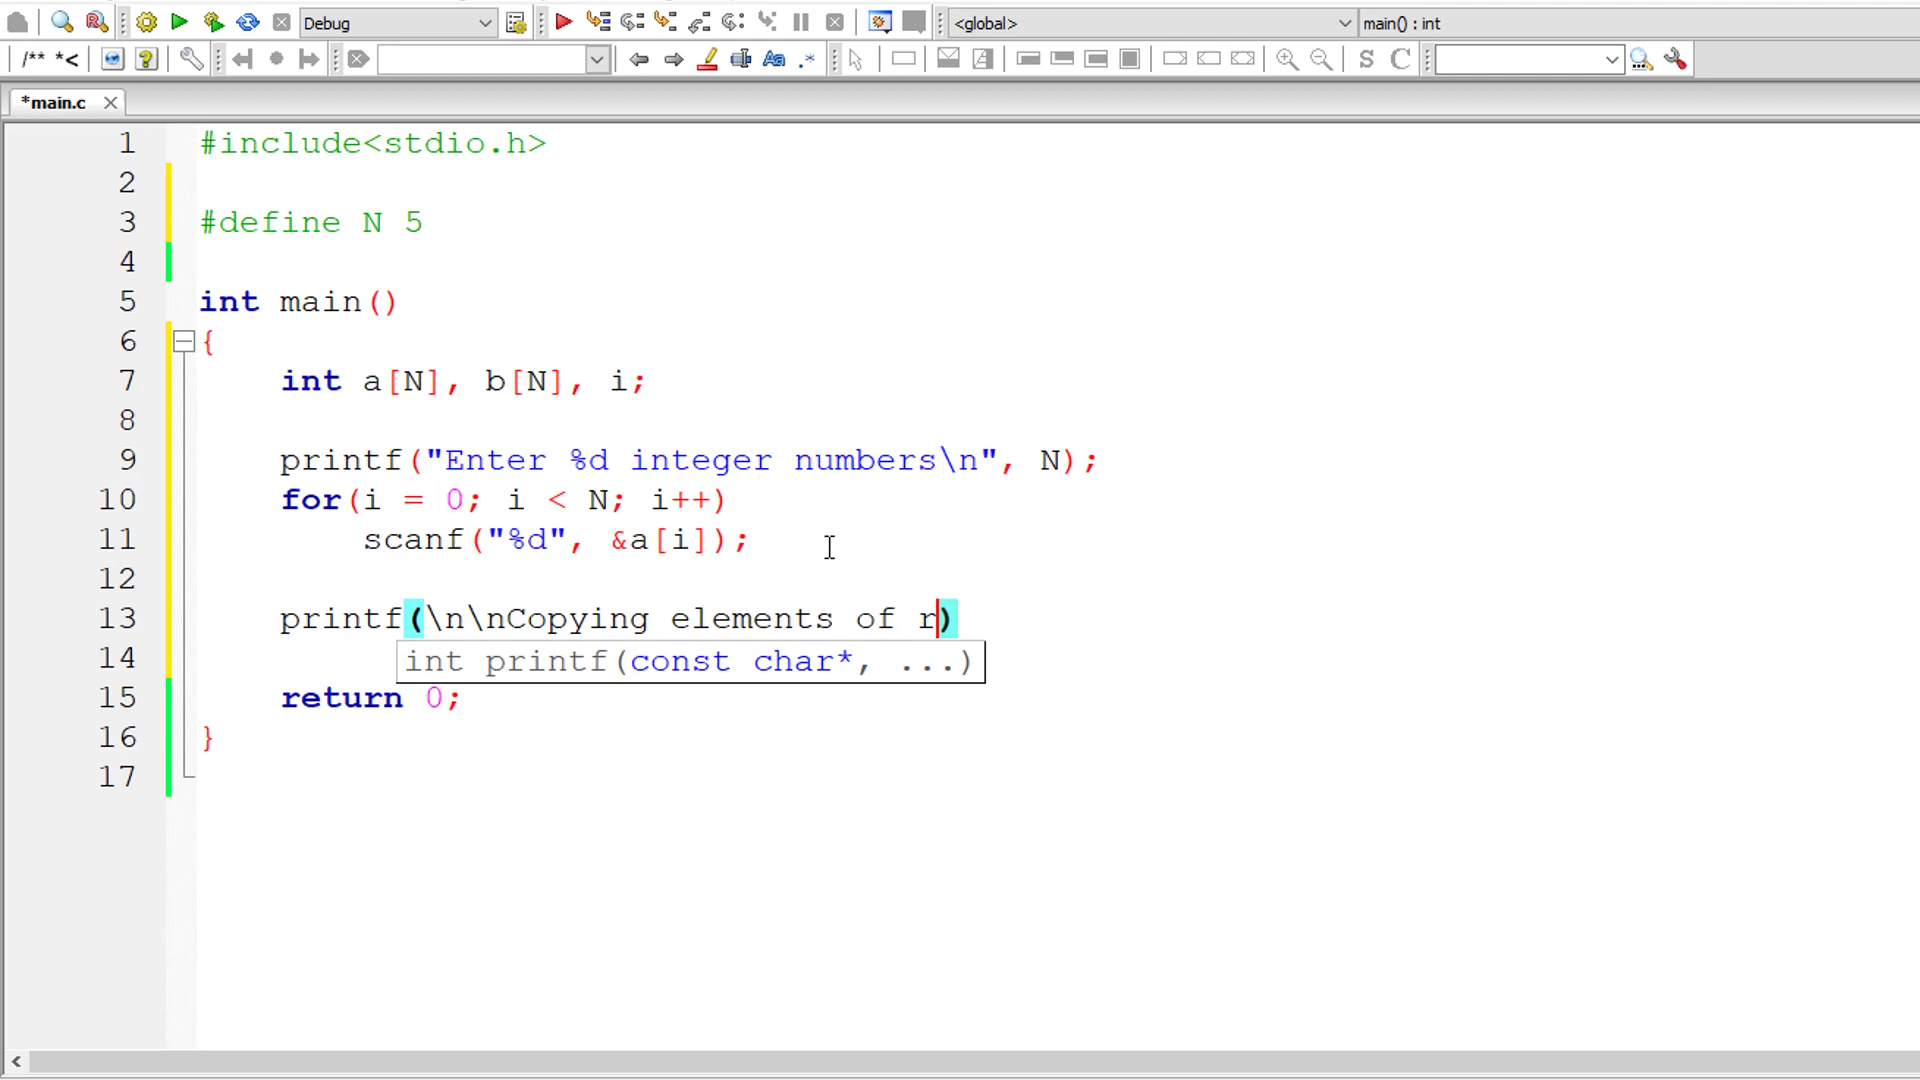 Debug
<global>
main() : int
/** *<
S
C
*main.c
1 #include<stdio.h>
2
3 #define N 5
4
5 int main()
6 {
7 int a[N], b[N], i;
8
9 printf("Enter %d integer numbers\n", N);
10 for(i = 0; i < N; i++)
11 scanf("%d", &a[i]);
12
13 printf(\n\nCopying elements of r)
int printf(const char*, ...)
14
15 return 0;
16 }
17